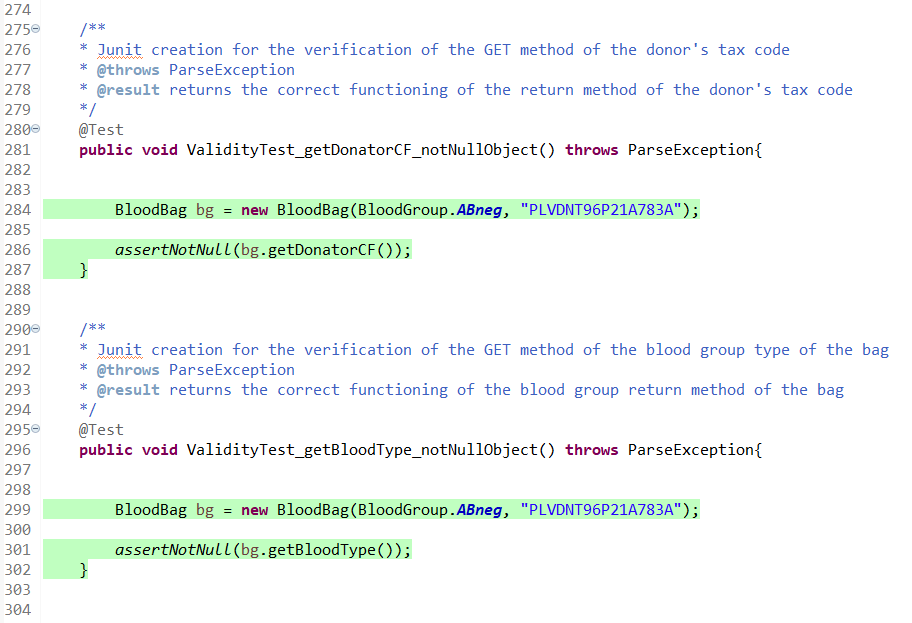 274
275 /**
276 * Junit creation for the verification of the GET method of the donor's tax code
277 * @throws ParseException
278 * @result returns the correct functioning of the return method of the donor's tax code
279 */
280 @Test
281 public void ValidityTest_getDonatorCF_notNullObject() throws ParseException{
282
283
284 BloodBag bg = new BloodBag(BloodGroup.ABneg, "PLVDNT96P21A783A");
285
286 assertNotNull(bg.getDonatorCF());
287 }
288
289
290 /**
291 * Junit creation for the verification of the GET method of the blood group type of the bag
292 * @throws ParseException
293 * @result returns the correct functioning of the blood group return method of the bag
294 */
295 @Test
296 public void ValidityTest_getBloodType_notNullObject() throws ParseException{
297
298
299 BloodBag bg = new BloodBag(BloodGroup.ABneg, "PLVDNT96P21A783A");
300
301 assertNotNull(bg.getBloodType());
302 }
303
304